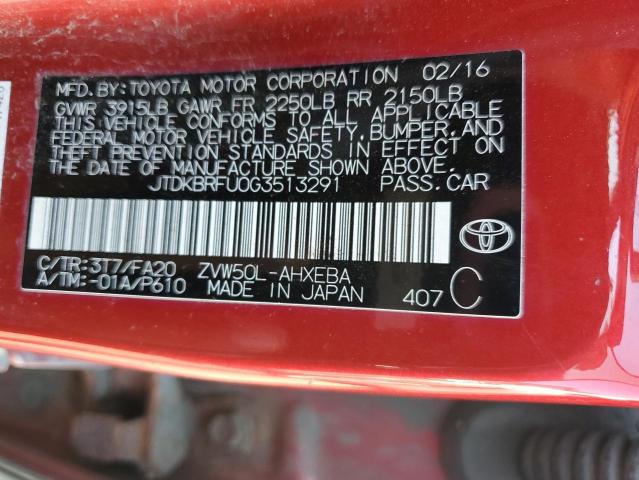 MFD. BY: TOYOTA MOTOR CORPORATION 02/16
GVWR 3915LB GAWR FR 2250LB RR 2150LB
THIS VEHICLE CONFORMS TO ALL APPLICABLE
FEDERAL MOTOR VEHICLE SAFETY, BUMPER, AND
THEFT PREVENTION STANDARDS IN EFFECT ON
THE DATE OF MANUFACTURE SHOWN ABOVE.
JTDKBRFU0G3513291 PASS. CAR
C/TR: 3T7/FA20 ZVW50L-AHXEBA
A/TM: -01A/P610 MADE IN JAPAN 407 C
TOYOTA